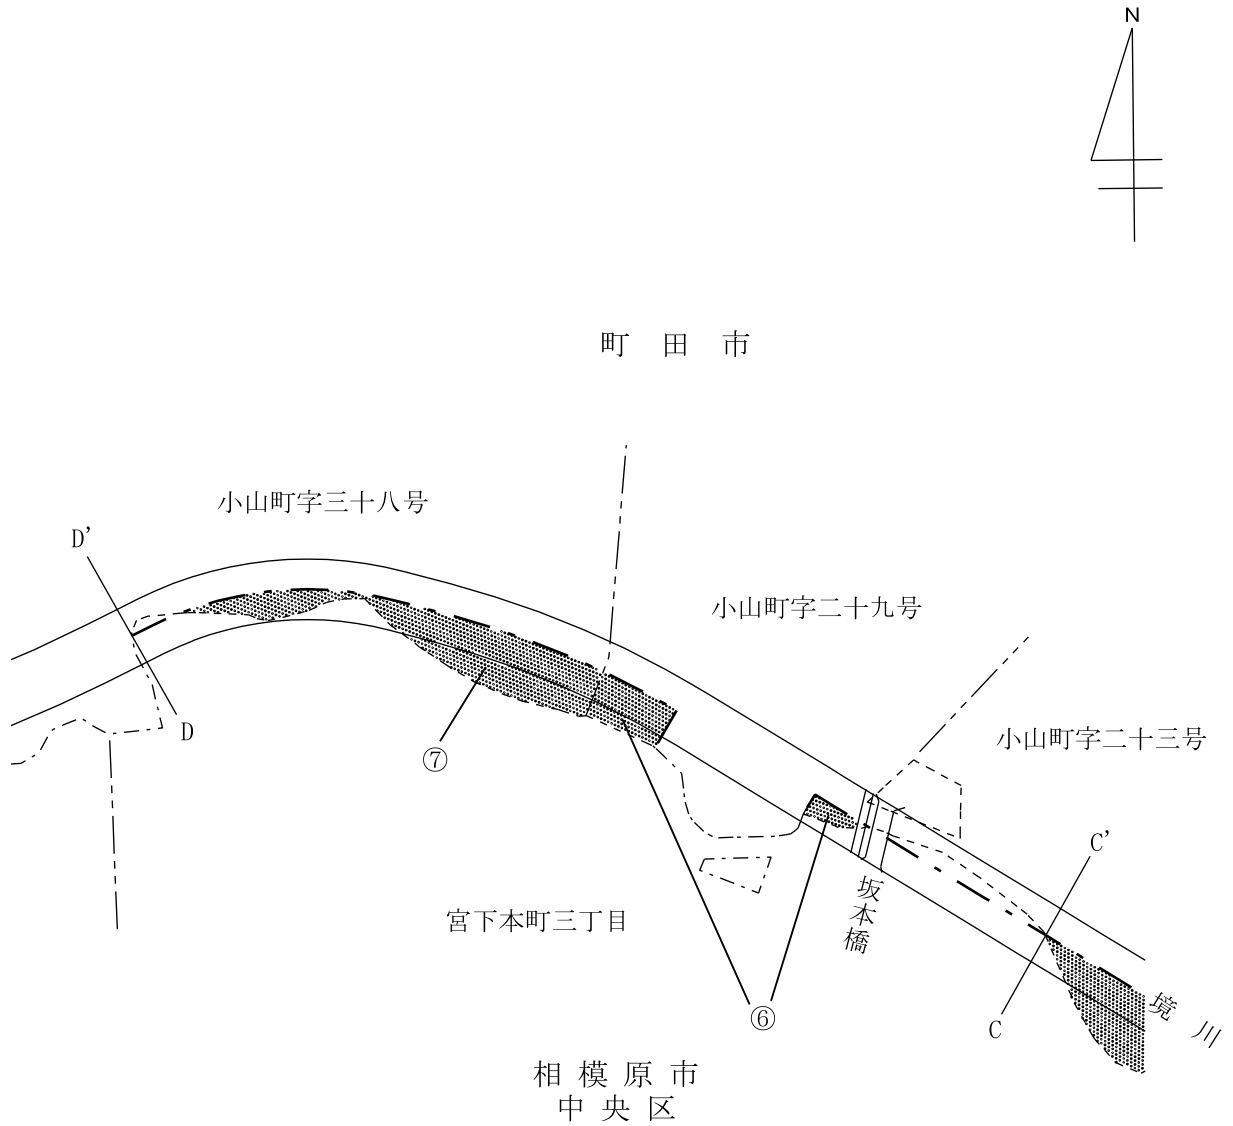 N
町田市
小山町字三十八号
D'
小山町字二十九号
小山町字二十三号
D
⑦
C'
坂本橋
宮下本町三丁目
境川
⑥
C
相模原市
中央区